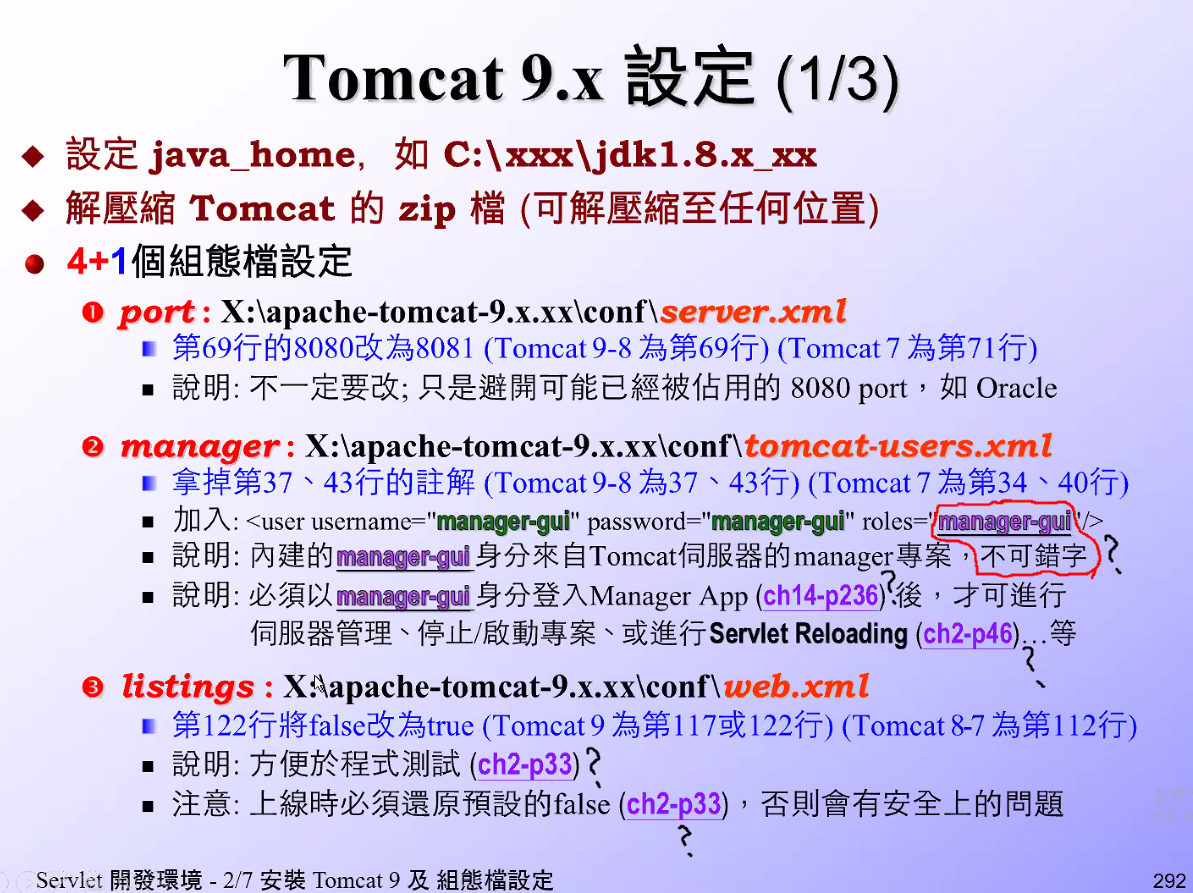 Tomcat 9.x 設定 (1/3)
設定 java_home, 如 C:\xxx\jdk1.8.x_xx
解壓縮 Tomcat 的 zip 檔 (可解壓縮至任何位置)
4+1個組態檔設定
❶ port : X:\apache-tomcat-9.x.xx\conf\server.xml
第69行的8080改為8081 (Tomcat 9-8 為第69行) (Tomcat 7 為第71行)
說明: 不一定要改; 只是避開可能已經被佔用的 8080 port，如 Oracle
❷ manager : X:\apache-tomcat-9.x.xx\conf\tomcat-users.xml
拿掉第37、43行的註解 (Tomcat 9-8 為37、43行) (Tomcat 7 為第34、40行)
加入: <user username="manager-gui" password="manager-gui" roles="manager-gui"/>
說明: 內建的manager-gui身分來自Tomcat伺服器的manager專案，不可錯字?
說明: 必須以manager-gui身分登入Manager App (ch14-p236)?後，才可進行
伺服器管理、停止/啟動專案、或進行Servlet Reloading (ch2-p46)…等
?
❸ listings : X:\apache-tomcat-9.x.xx\conf\web.xml
第122行將false改為true (Tomcat 9 為第117或122行) (Tomcat 8-7 為第112行)
說明: 方便於程式測試 (ch2-p33)?
注意: 上線時必須還原預設的false (ch2-p33)，否則會有安全上的問題
?
Servlet 開發環境 - 2/7 安裝 Tomcat 9 及 組態檔設定
292